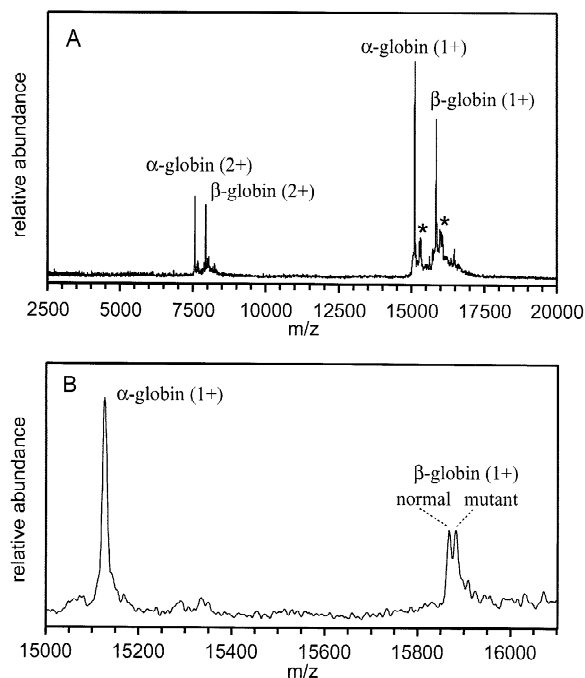 A
α-globin (1+)
β-globin (1+)
α-globin (2+)
β-globin (2+)
*
*
relative abundance
2500 5000 7500 10000 12500 15000 17500 20000
m/z
B
α-globin (1+)
β-globin (1+)
normal mutant
relative abundance
15000 15200 15400 15600 15800 16000
m/z